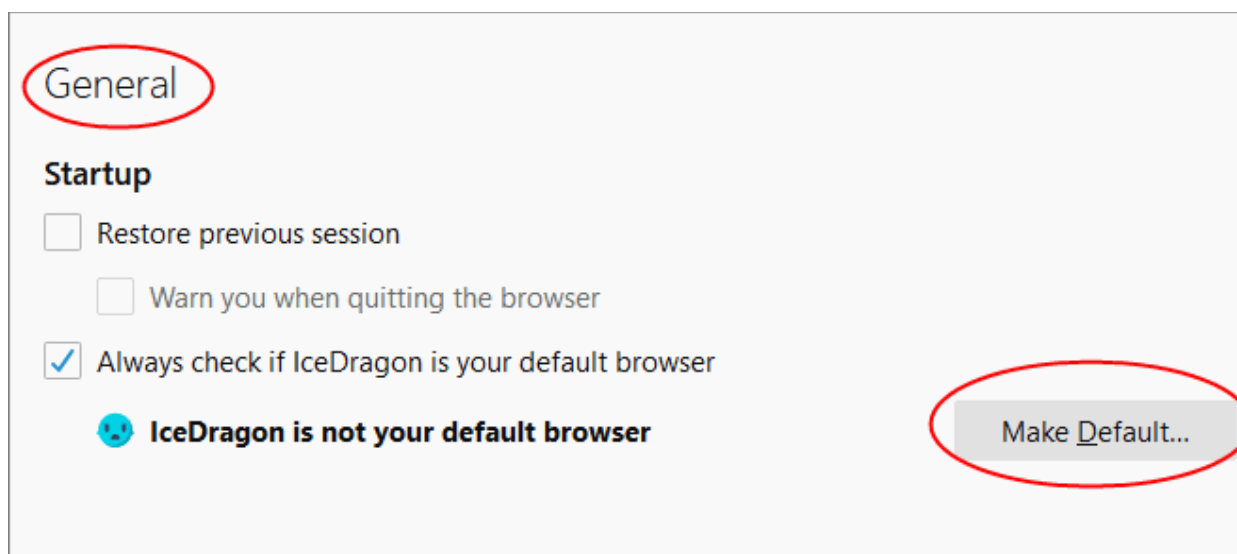 General
Startup
Restore previous session
Warn you when quitting the browser
Always check if IceDragon is your default browser
IceDragon is not your default browser
Make Default...